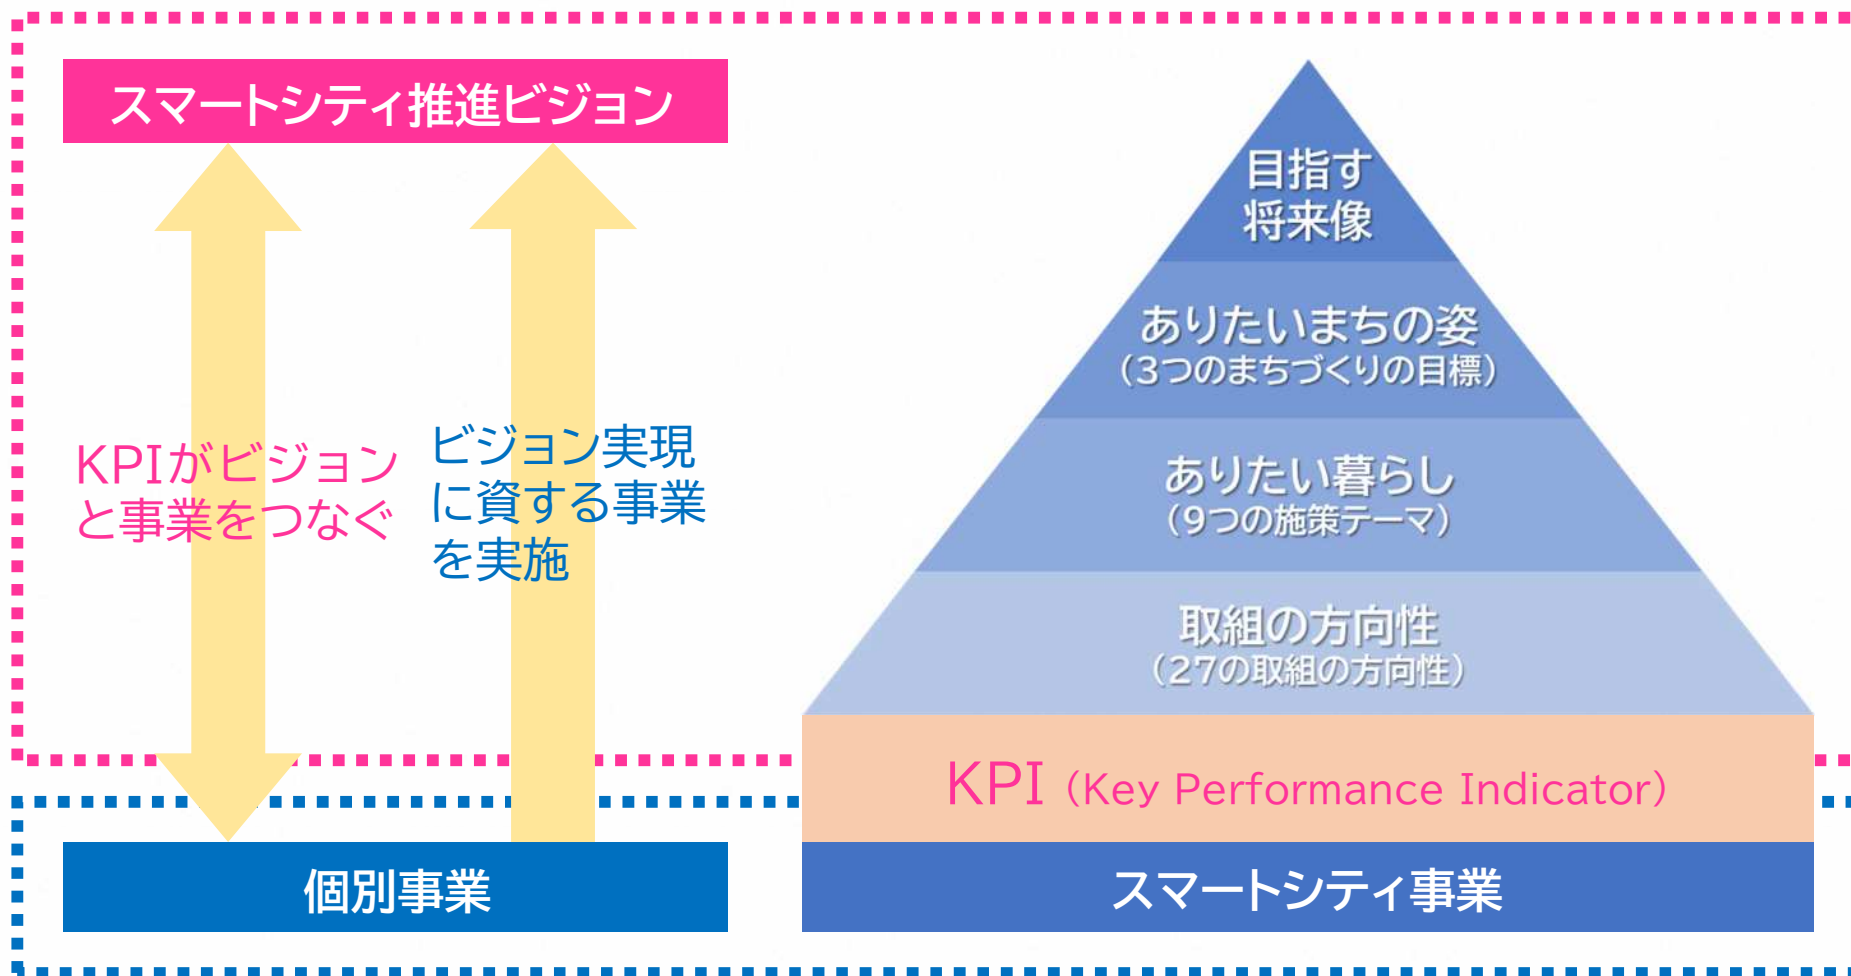 スマートシティ推進ビジョン
KPIがビジョン
と事業をつなぐ
ビジョン実現
に資する事業
を実施
個別事業
目指す
将来像
ありたいまちの姿
（3つのまちづくりの目標）
ありたい暮らし
（9つの施策テーマ）
取組の方向性
（27の取組の方向性）
KPI（Key Performance Indicator）
スマートシティ事業